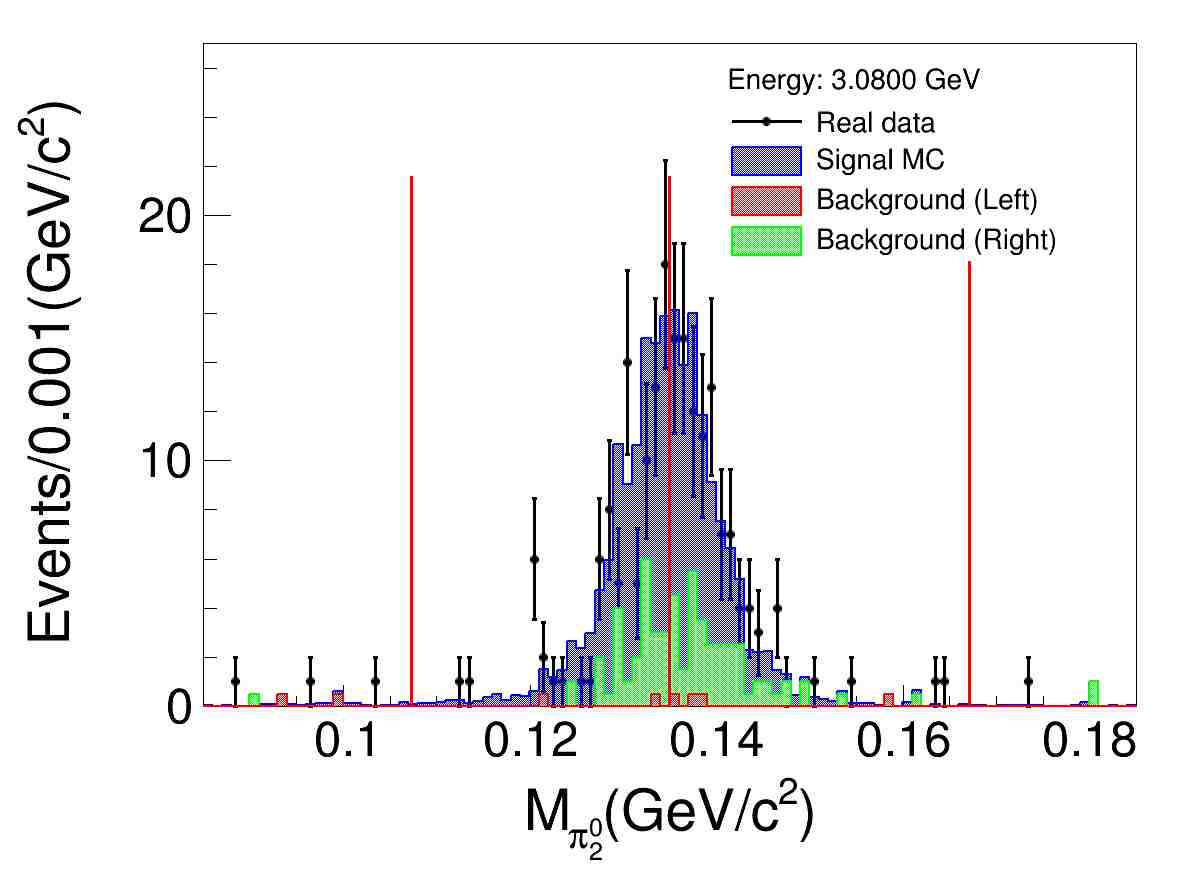 Energy: 3.0800 GeV
Real data
Signal MC
Background (Left)
Background (Right)
Events/0.001(GeV/c²)
20
10
0
0.1 0.12 0.14 0.16 0.18
M_{π⁰₂}(GeV/c²)